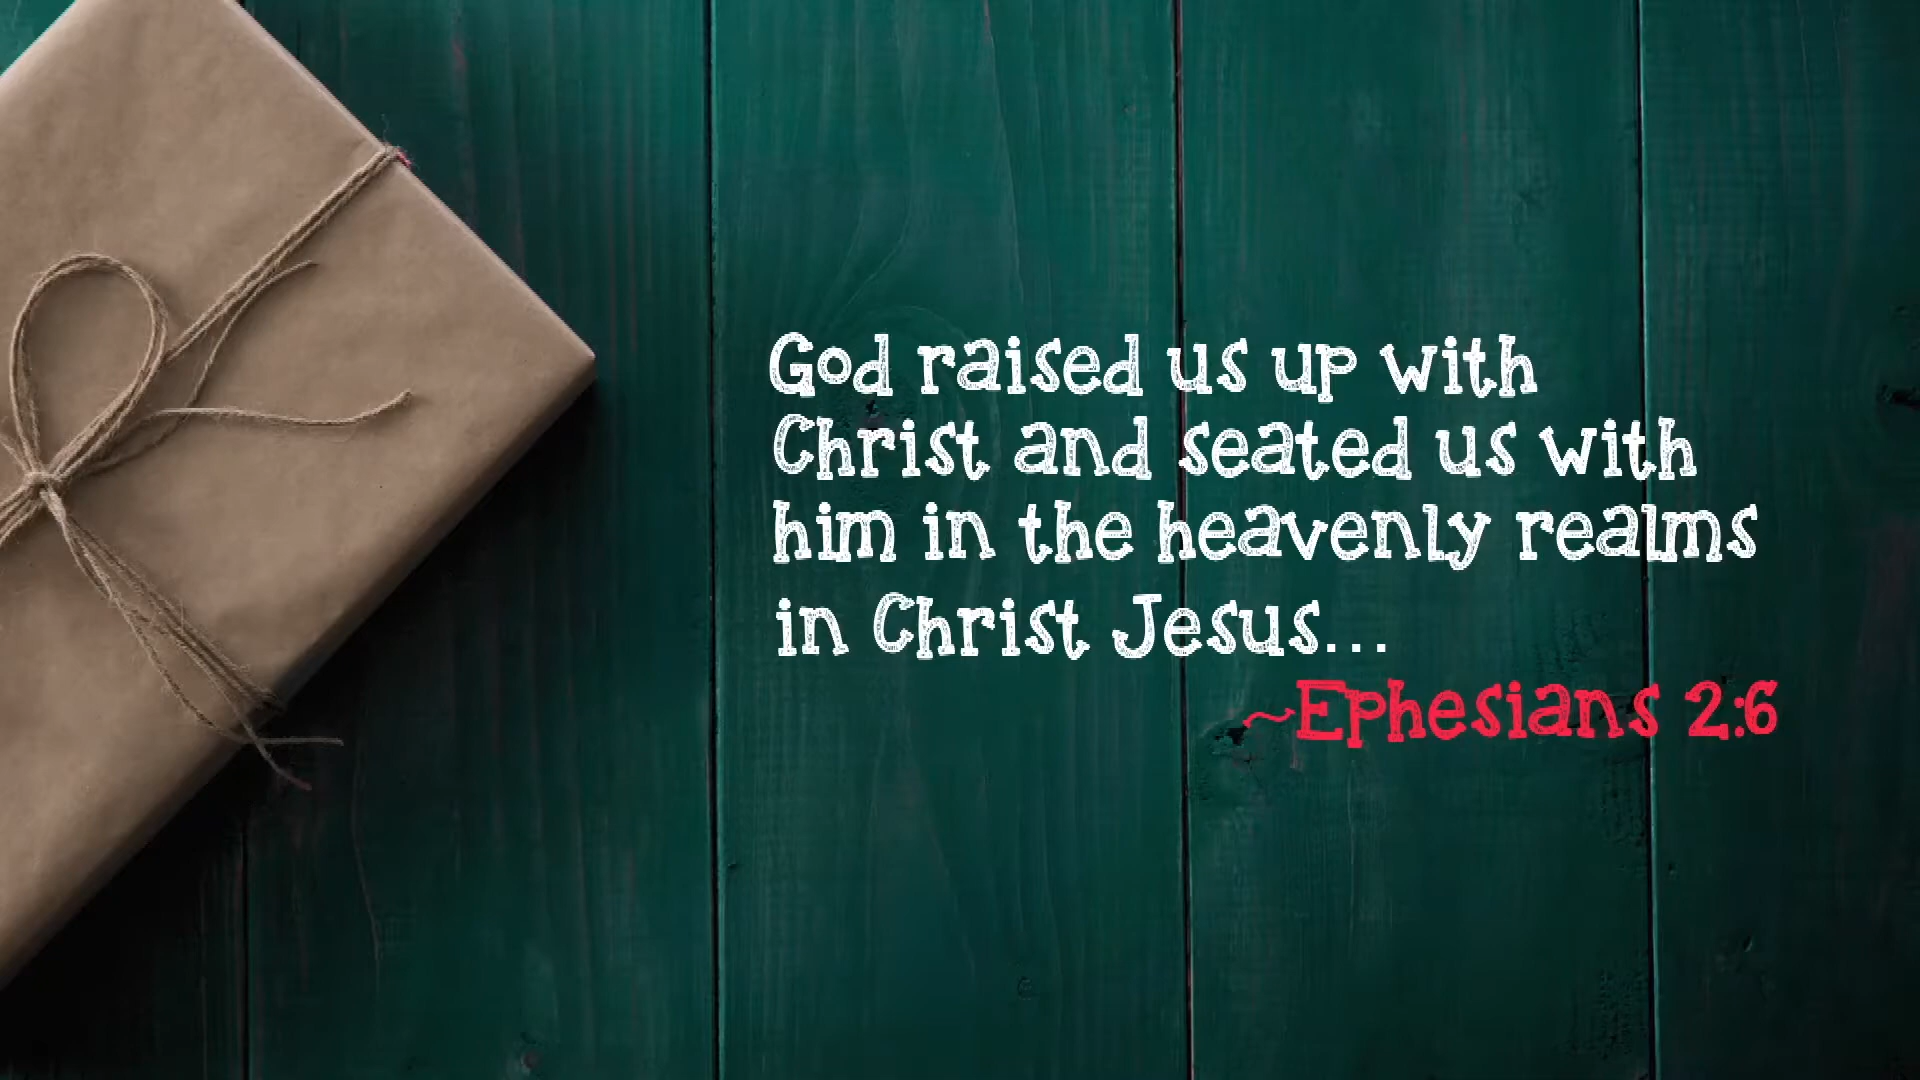 God raised us up with
Christ and seated us with
him in the heavenly realms
in Christ Jesus...
~Ephesians 2:6